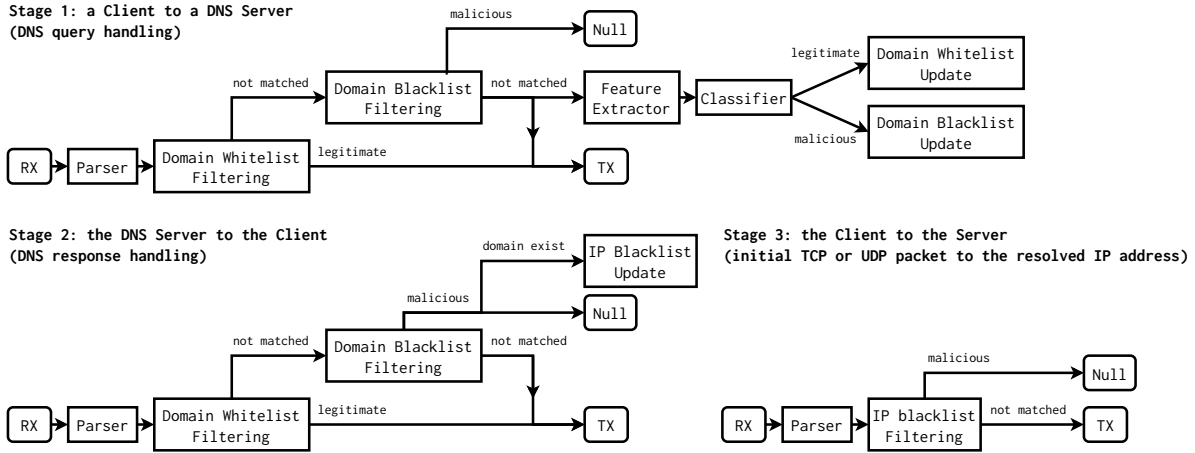 Stage 1: a Client to a DNS Server
(DNS query handling)
malicious
Null
not matched
Domain Blacklist
Filtering
not matched
Feature
Extractor
Classifier
legitimate
Domain Whitelist
Update
malicious
Domain Blacklist
Update
RX
Parser
Domain Whitelist
Filtering
legitimate
TX
Stage 2: the DNS Server to the Client
(DNS response handling)
domain exist
IP Blacklist
Update
malicious
Null
not matched
Domain Blacklist
Filtering
not matched
RX
Parser
Domain Whitelist
Filtering
legitimate
TX
Stage 3: the Client to the Server
(initial TCP or UDP packet to the resolved IP address)
malicious
Null
RX
Parser
IP blacklist
Filtering
not matched
TX